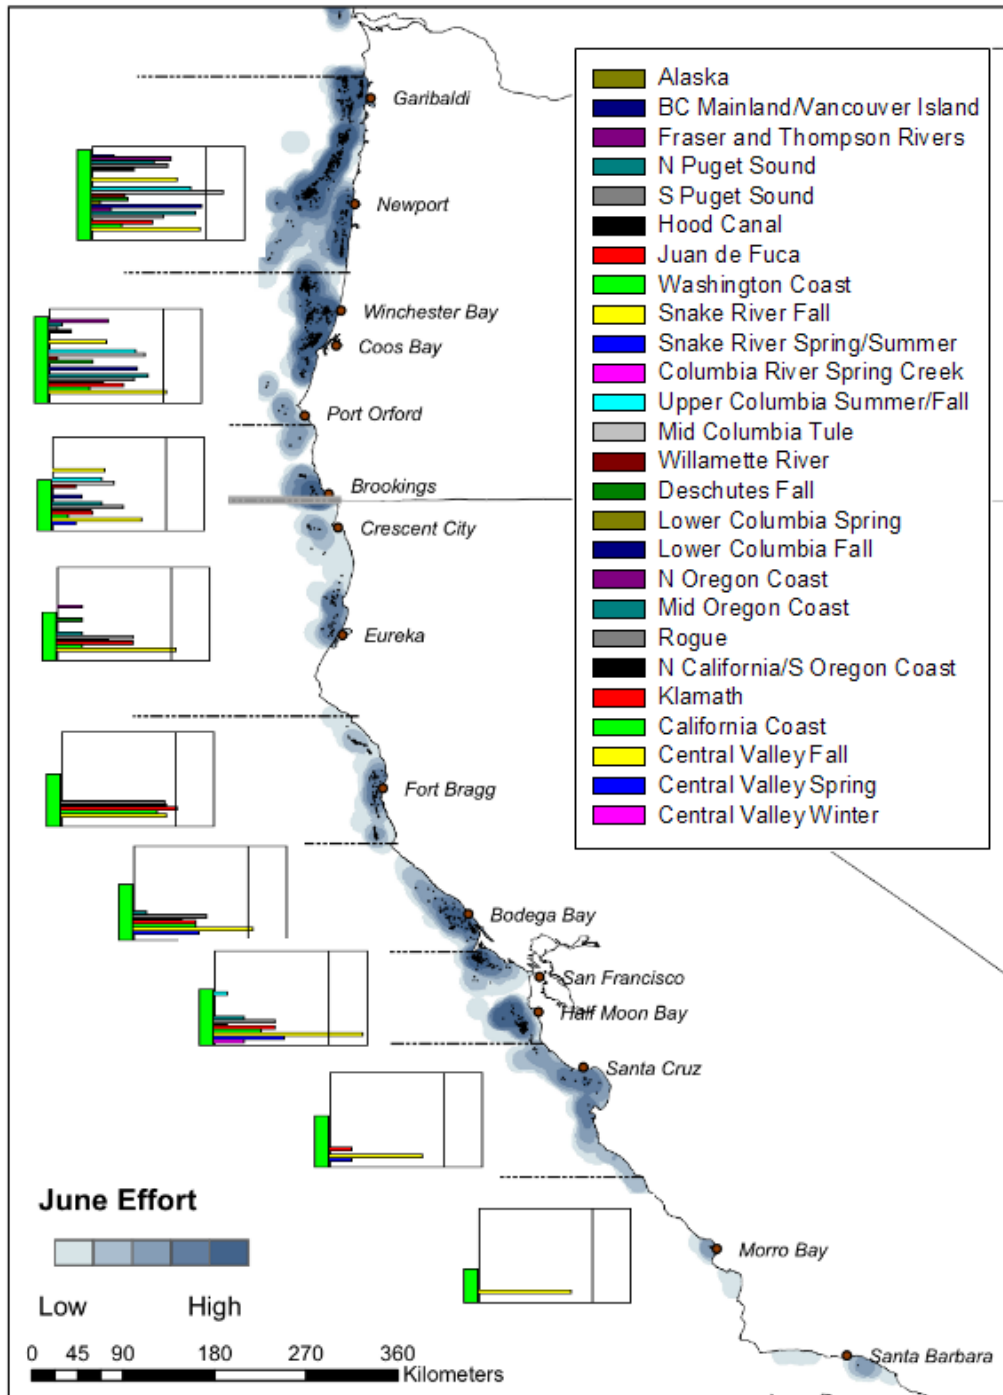 Garibaldi
Newport
Winchester Bay
Coos Bay
Port Orford
Brookings
Crescent City
Eureka
Fort Bragg
Bodega Bay
San Francisco
Half Moon Bay
Santa Cruz
Morro Bay
Santa Barbara
Alaska
BC Mainland/Vancouver Island
Fraser and Thompson Rivers
N Puget Sound
S Puget Sound
Hood Canal
Juan de Fuca
Washington Coast
Snake River Fall
Snake River Spring/Summer
Columbia River Spring Creek
Upper Columbia Summer/Fall
Mid Columbia Tule
Willamette River
Deschutes Fall
Lower Columbia Spring
Lower Columbia Fall
N Oregon Coast
Mid Oregon Coast
Rogue
N California/S Oregon Coast
Klamath
California Coast
Central Valley Fall
Central Valley Spring
Central Valley Winter
June Effort
Low High
0 45 90 180 270 360
Kilometers